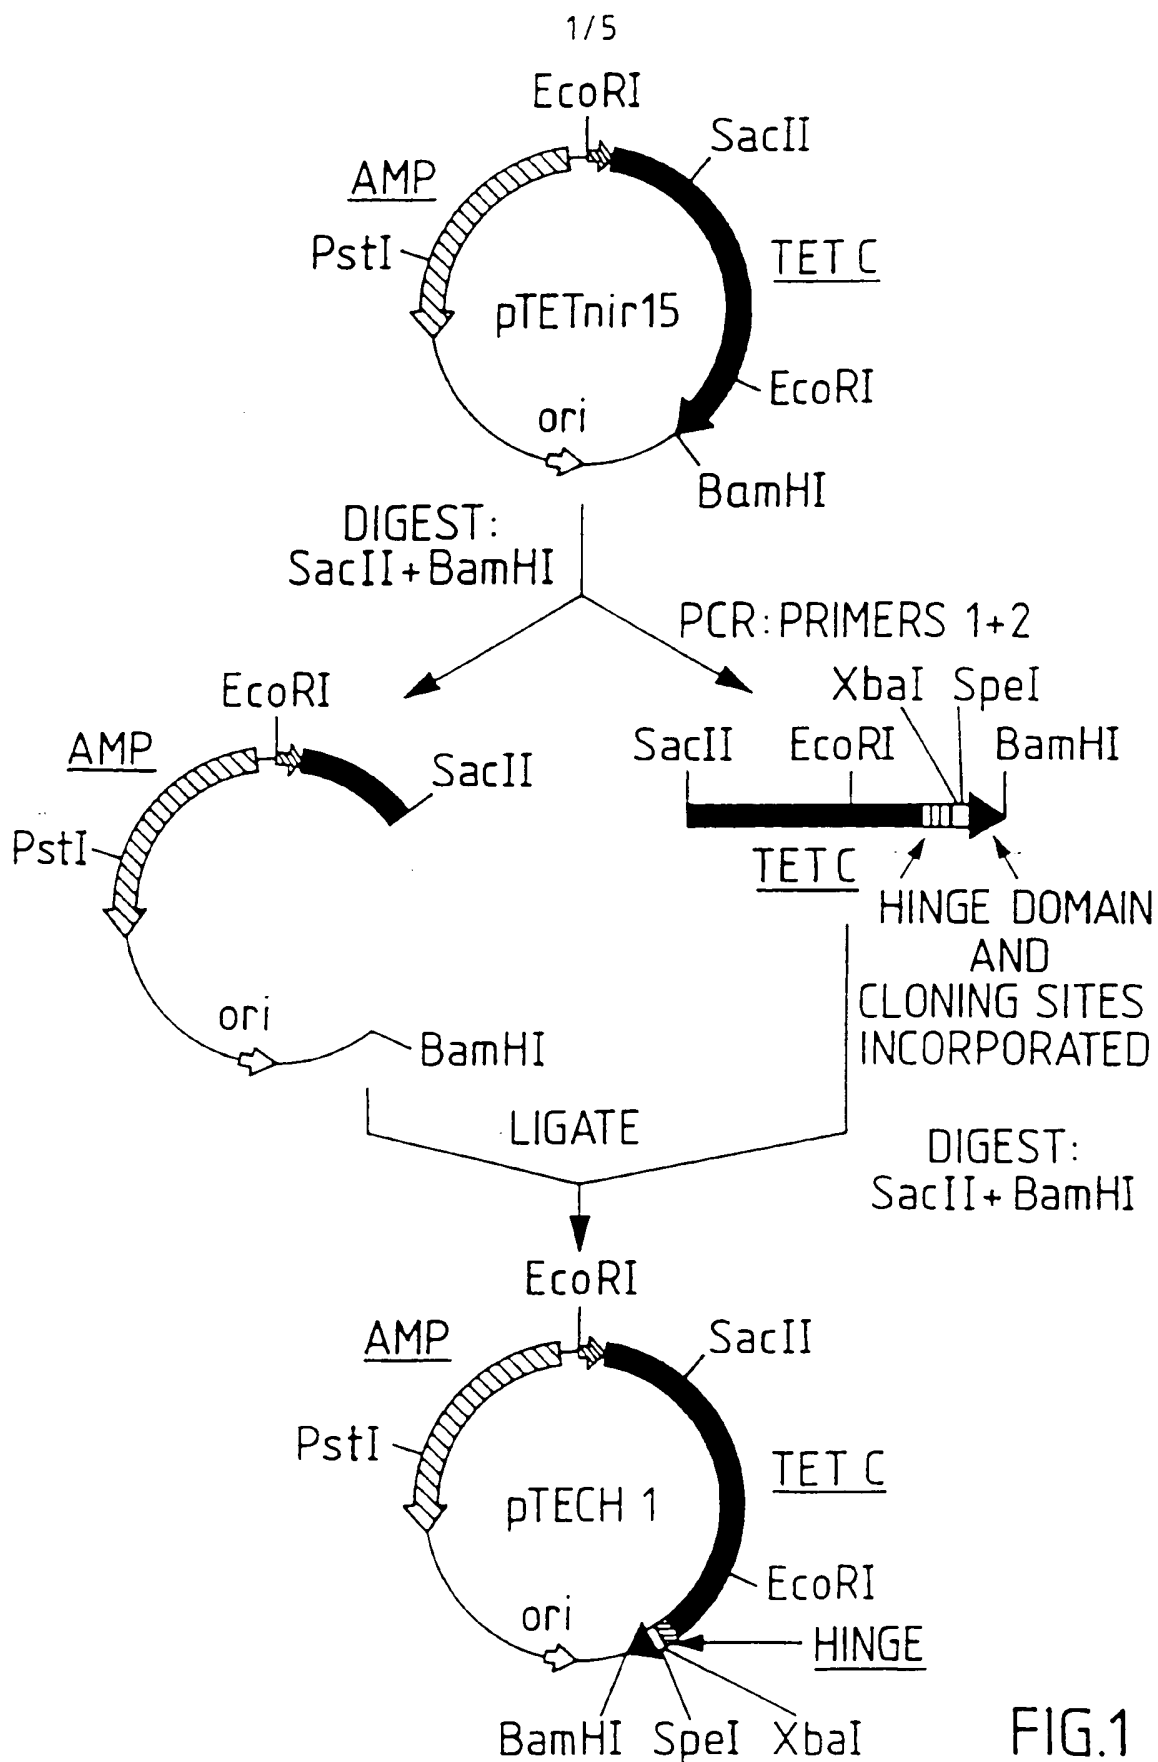 1/5
EcoRI
SacII
AMP
PstI
TET C
pTETnir15
EcoRI
ori
BamHI
DIGEST:
SacII+BamHI
PCR:PRIMERS 1+2
XbaI SpeI
EcoRI
AMP
SacII
PstI
ori
BamHI
SacII EcoRI BamHI
TET C
HINGE DOMAIN
AND
CLONING SITES
INCORPORATED
LIGATE
DIGEST:
SacII+BamHI
EcoRI
AMP
SacII
PstI
TET C
pTECH 1
EcoRI
ori
HINGE
BamHI SpeI XbaI
FIG.1